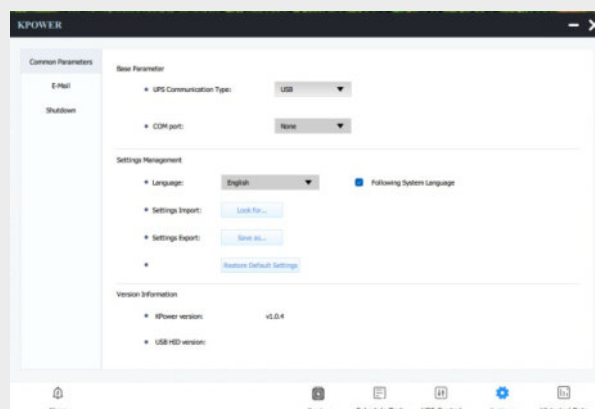 KPOWER
Common Parameters
E-Mail
Shutdown
Base Parameter
UPS Communication Type: USB
COM port: None
Settings Management
Language: English Following System Language
Settings Import: Look for...
Settings Export: Save as...
Restore Default Settings
Version Information
KPower version: v1.0.4
USB HID version: